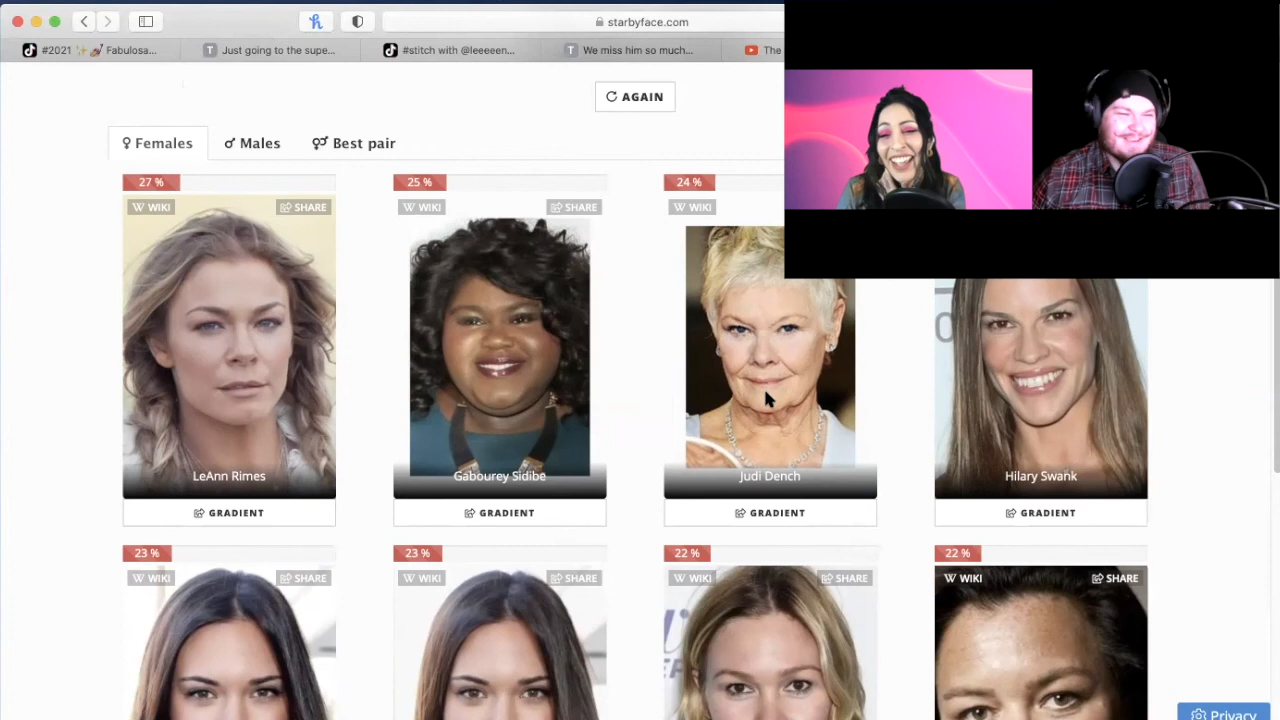 starbyface.com
#2021 ✨💅 Fabulosa...
Just going to the supe...
#stitch with @leeeeen...
We miss him so much...
The
AGAIN
Females
Males
Best pair
27 %
25 %
24 %
W WIKI
SHARE
W WIKI
SHARE
W WIKI
LeAnn Rimes
Gabourey Sidibe
Judi Dench
Hilary Swank
GRADIENT
GRADIENT
GRADIENT
GRADIENT
23 %
23 %
22 %
22 %
W WIKI
SHARE
W WIKI
SHARE
W WIKI
SHARE
W WIKI
SHARE
Privacy